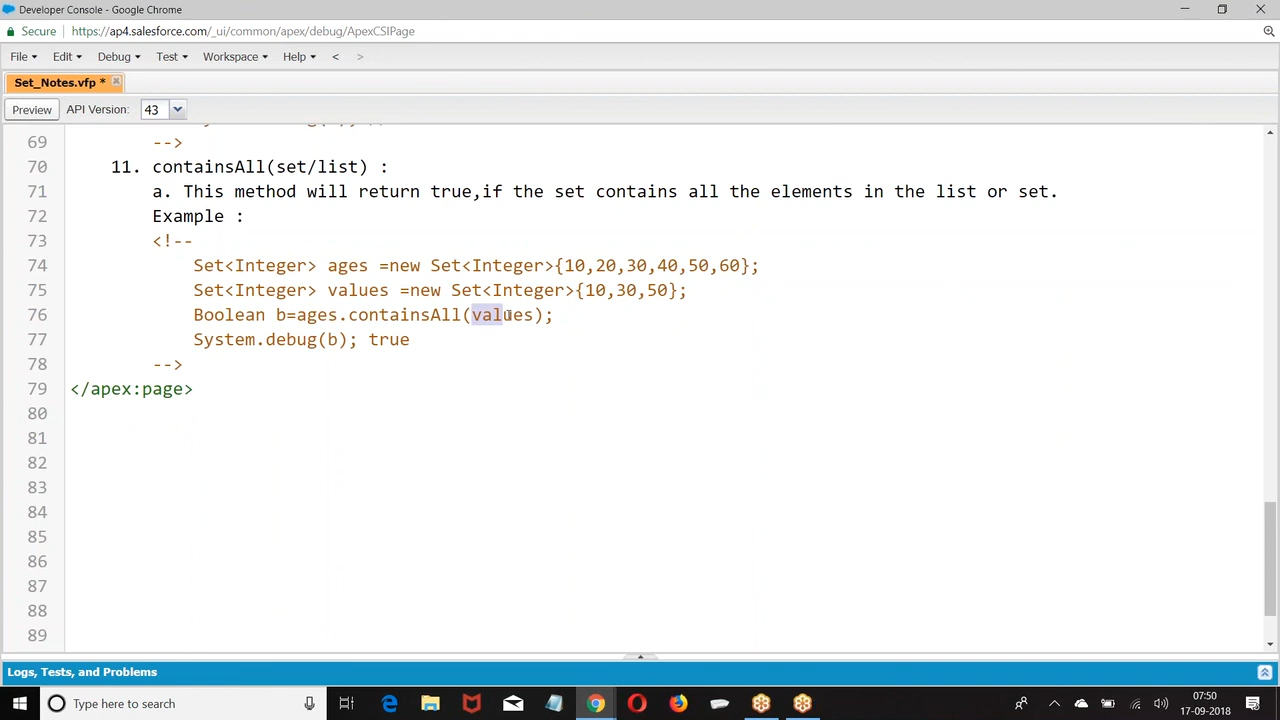 Developer Console - Google Chrome
Secure https://ap4.salesforce.com/_ui/common/apex/debug/ApexCSIPage
File Edit Debug Test Workspace Help < >
Set_Notes.vfp *
Preview API Version: 43
69 -->
70 11. containsAll(set/list) :
71 a. This method will return true,if the set contains all the elements in the list or set.
72 Example :
73 <!--
74 Set<Integer> ages =new Set<Integer>{10,20,30,40,50,60};
75 Set<Integer> values =new Set<Integer>{10,30,50};
76 Boolean b=ages.containsAll(values);
77 System.debug(b); true
78 -->
79 </apex:page>
80
81
82
83
84
85
86
87
88
89
Logs, Tests, and Problems
Type here to search
07:50
17-09-2018